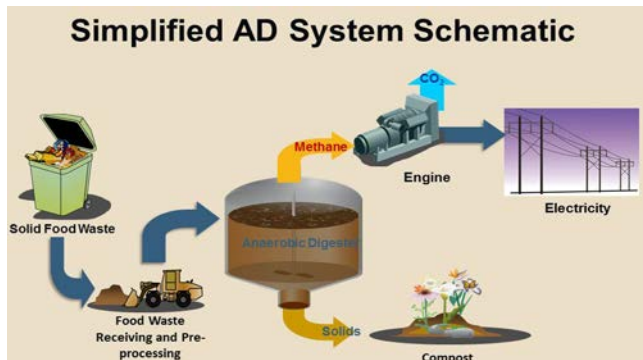 Simplified AD System Schematic
CO₂
Methane
Engine
Electricity
Solid Food Waste
Anaerobic Digester
Food Waste
Receiving and Pre-
processing
Solids
Compost